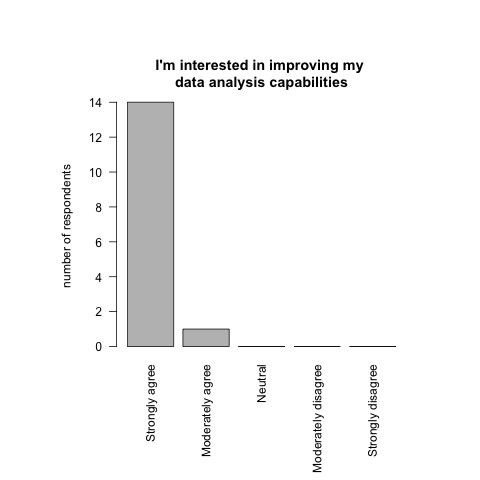 I'm interested in improving my
data analysis capabilities
number of respondents
14
12
10
8
6
4
2
0
Strongly agree
Moderately agree
Neutral
Moderately disagree
Strongly disagree